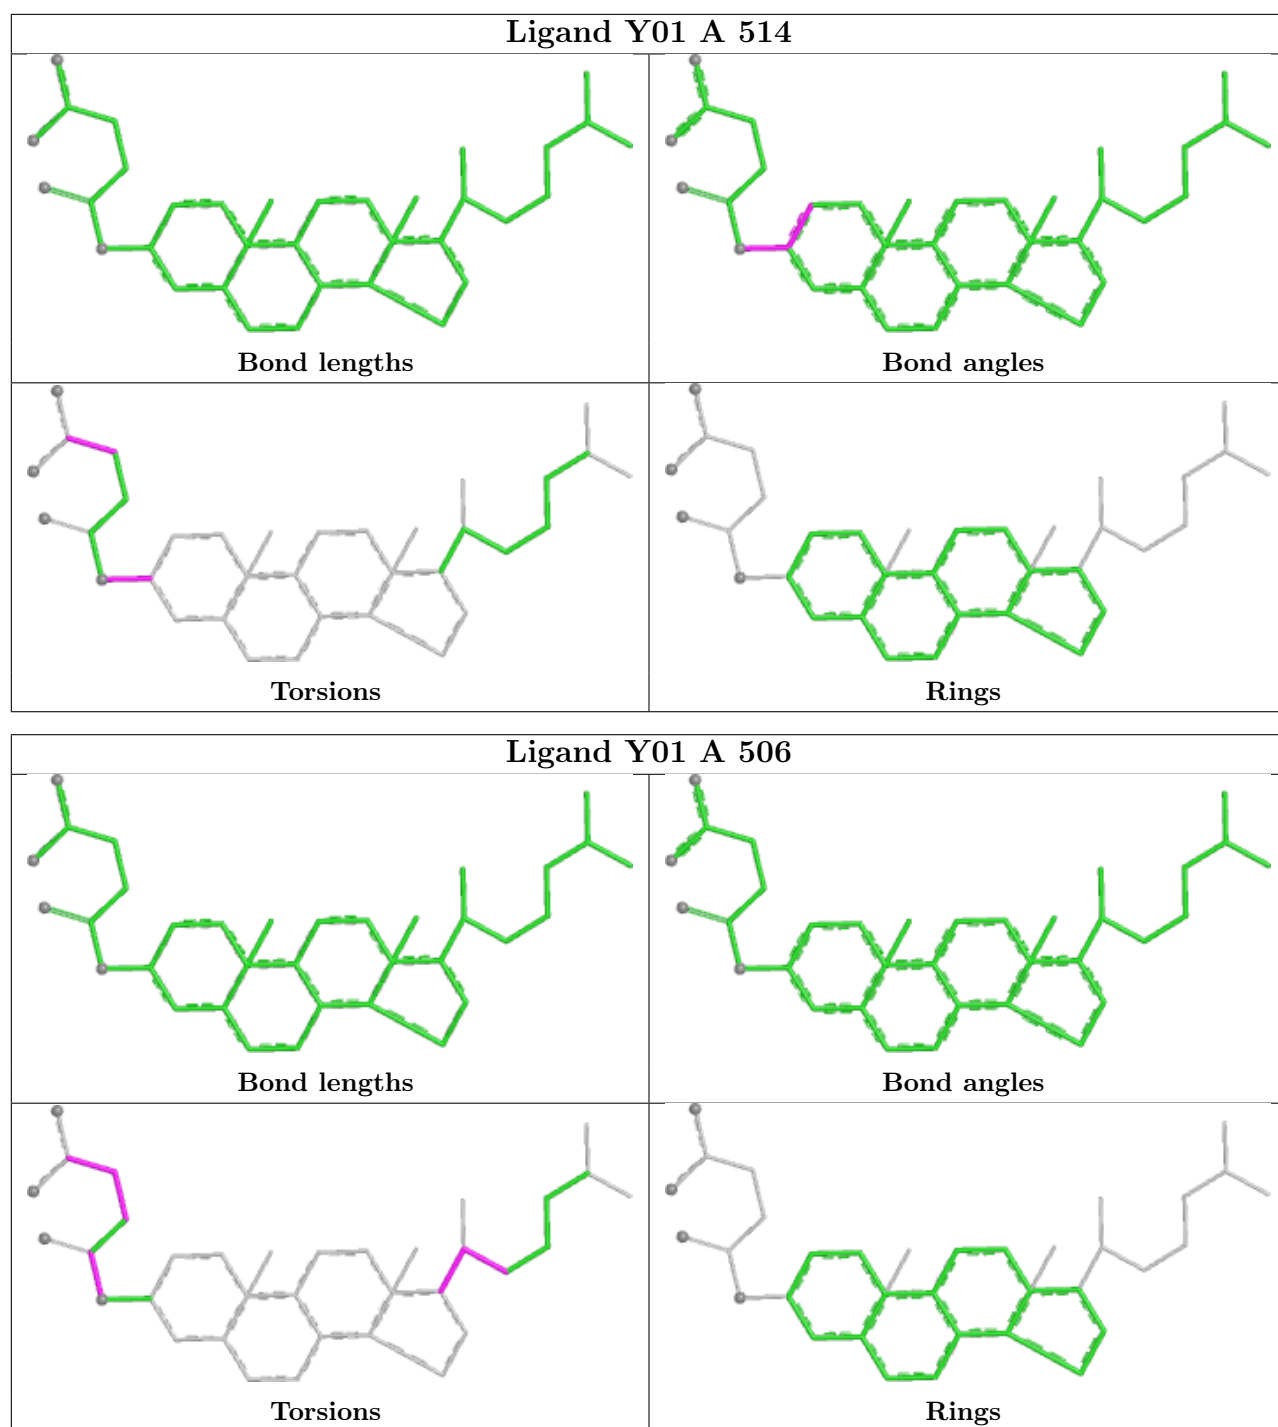 Ligand Y01 A 514
Bond lengths
Bond angles
Torsions
Rings
Ligand Y01 A 506
Bond lengths
Bond angles
Torsions
Rings